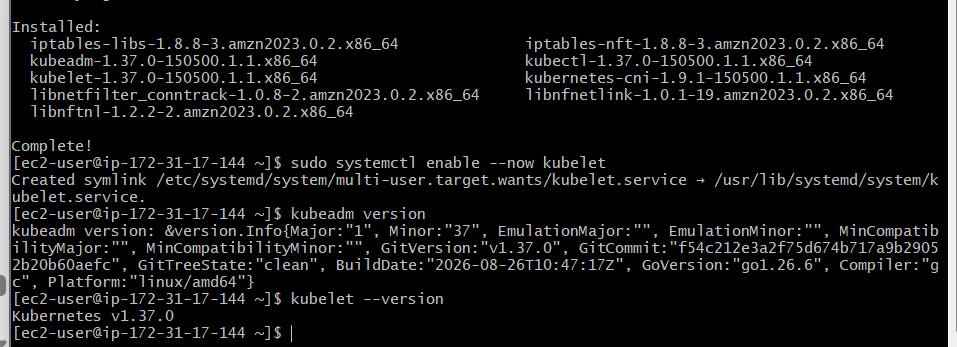 Installed:
iptables-libs-1.8.8-3.amzn2023.0.2.x86_64 iptables-nft-1.8.8-3.amzn2023.0.2.x86_64
kubeadm-1.37.0-150500.1.1.x86_64 kubectl-1.37.0-150500.1.1.x86_64
kubelet-1.37.0-150500.1.1.x86_64 kubernetes-cni-1.9.1-150500.1.1.x86_64
libnetfilter_conntrack-1.0.8-2.amzn2023.0.2.x86_64 libnfnetlink-1.0.1-19.amzn2023.0.2.x86_64
libnftnl-1.2.2-2.amzn2023.0.2.x86_64
Complete!
[ec2-user@ip-172-31-17-144 ~]$ sudo systemctl enable --now kubelet
Created symlink /etc/systemd/system/multi-user.target.wants/kubelet.service → /usr/lib/systemd/system/k
ubelet.service.
[ec2-user@ip-172-31-17-144 ~]$ kubeadm version
kubeadm version: &version.Info{Major:"1", Minor:"37", EmulationMajor:"", EmulationMinor:"", MinCompatib
ilityMajor:"", MinCompatibilityMinor:"", GitVersion:"v1.37.0", GitCommit:"f54c212e3a2f75d674b717a9b2905
2b20b60aefc", GitTreeState:"clean", BuildDate:"2026-08-26T10:47:17Z", GoVersion:"go1.26.6", Compiler:"g
c", Platform:"linux/amd64"}
[ec2-user@ip-172-31-17-144 ~]$ kubelet --version
Kubernetes v1.37.0
[ec2-user@ip-172-31-17-144 ~]$